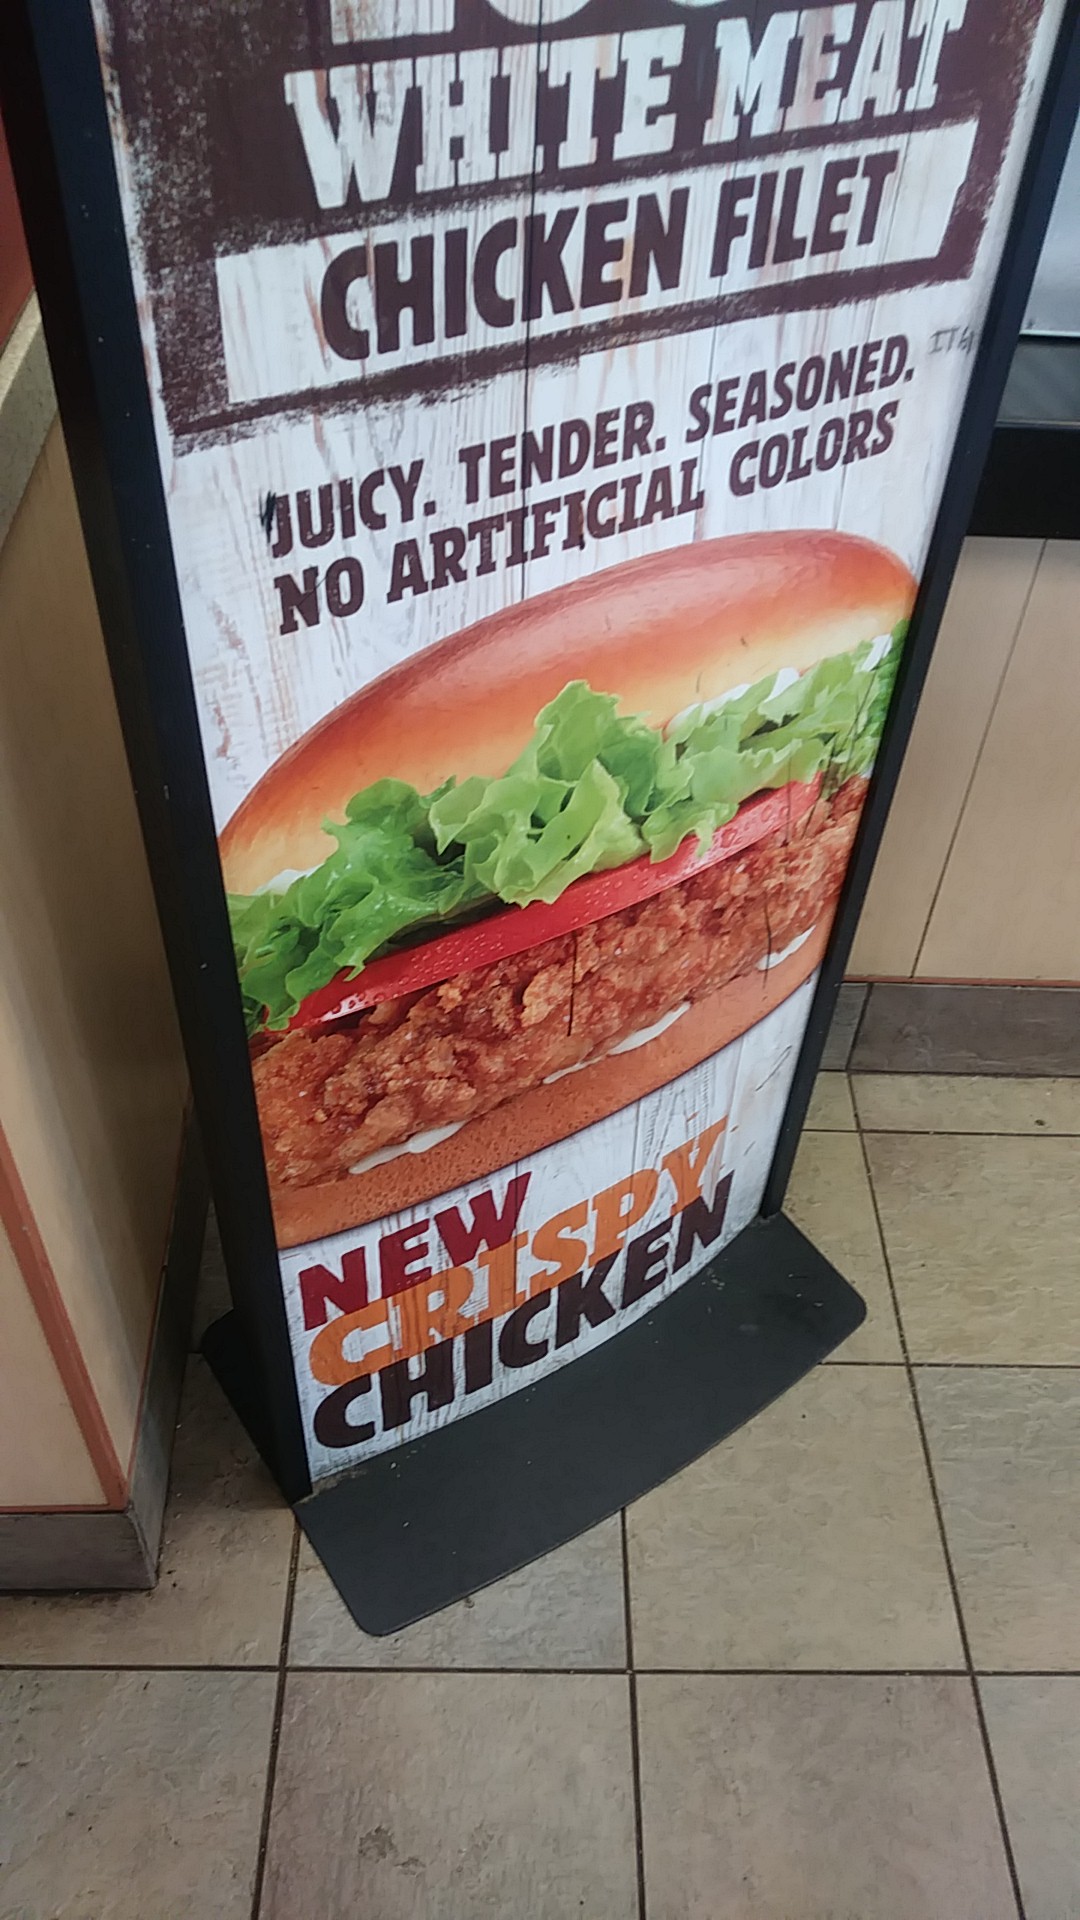 WHITE MEAT
CHICKEN FILET
JUICY. TENDER. SEASONED.
NO ARTIFICIAL COLORS
NEW
CRISPY
CHICKEN